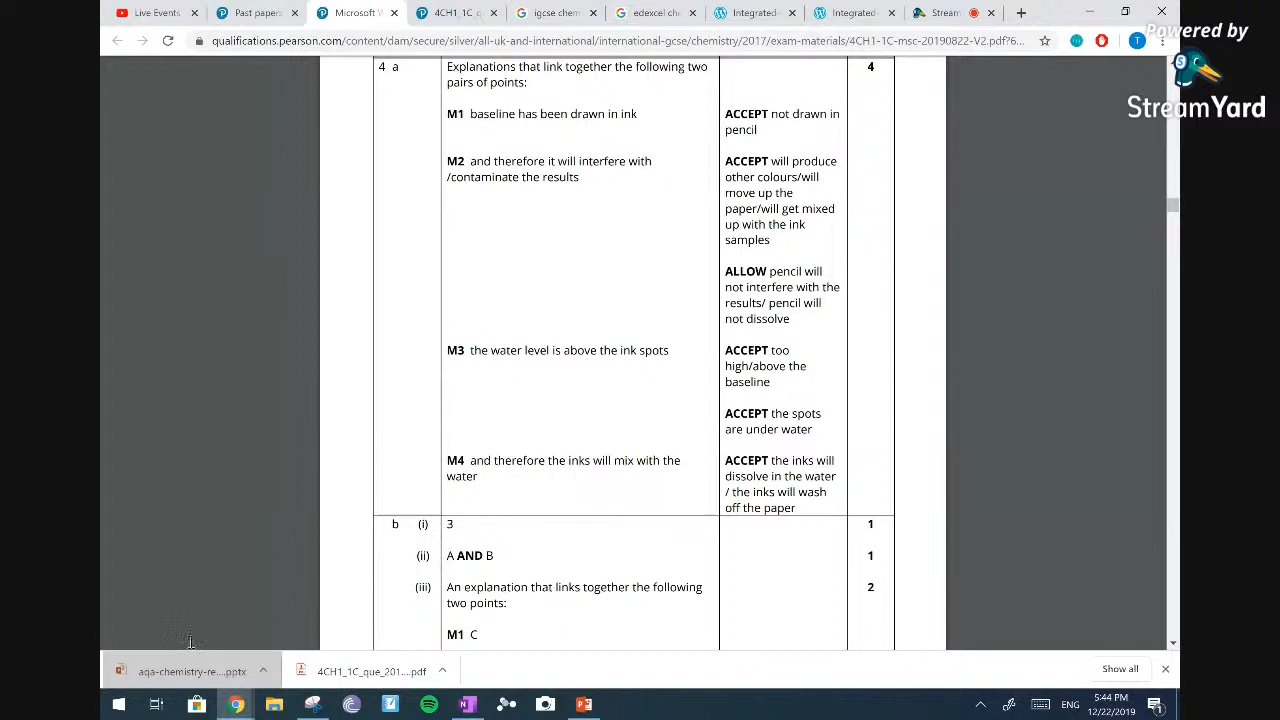 Live Events
Past papers
Microsoft W
4CH1_1C
igcse chem
edexcel che
Integrated-
Integrated-
Stream
qualifications.pearson.com/content/dam/secure
l-uk-and-international/international-gcse/chemistry/2017/exam-materials/4CH1-1C-msc-20190822-V2.pdf?6...
T
Powered by
StreamYard
4 a
Explanations that link together the following two
pairs of points:
4
M1 baseline has been drawn in ink
ACCEPT not drawn in
pencil
M2 and therefore it will interfere with
/contaminate the results
ACCEPT will produce
other colours/will
move up the
paper/will get mixed
up with the ink
samples
ALLOW pencil will
not interfere with the
results/ pencil will
not dissolve
M3 the water level is above the ink spots
ACCEPT too
high/above the
baseline
ACCEPT the spots
are under water
M4 and therefore the inks will mix with the
water
ACCEPT the inks will
dissolve in the water
/ the inks will wash
off the paper
b (i) 3 1
(ii) A AND B 1
(iii) An explanation that links together the following
two points:
2
M1 C
aqa-chemistry-re....pptx
4CH1_1C_que_201....pdf
Show all
ENG
5:44 PM
12/22/2019